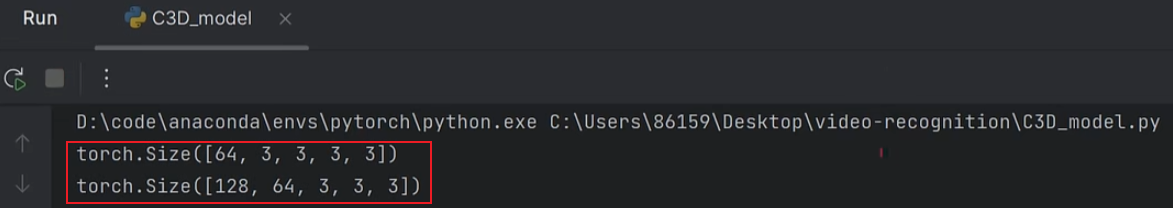 Run
C3D_model
D:\code\anaconda\envs\pytorch\python.exe C:\Users\86159\Desktop\video-recognition\C3D_model.py
torch.Size([64, 3, 3, 3, 3])
torch.Size([128, 64, 3, 3, 3])